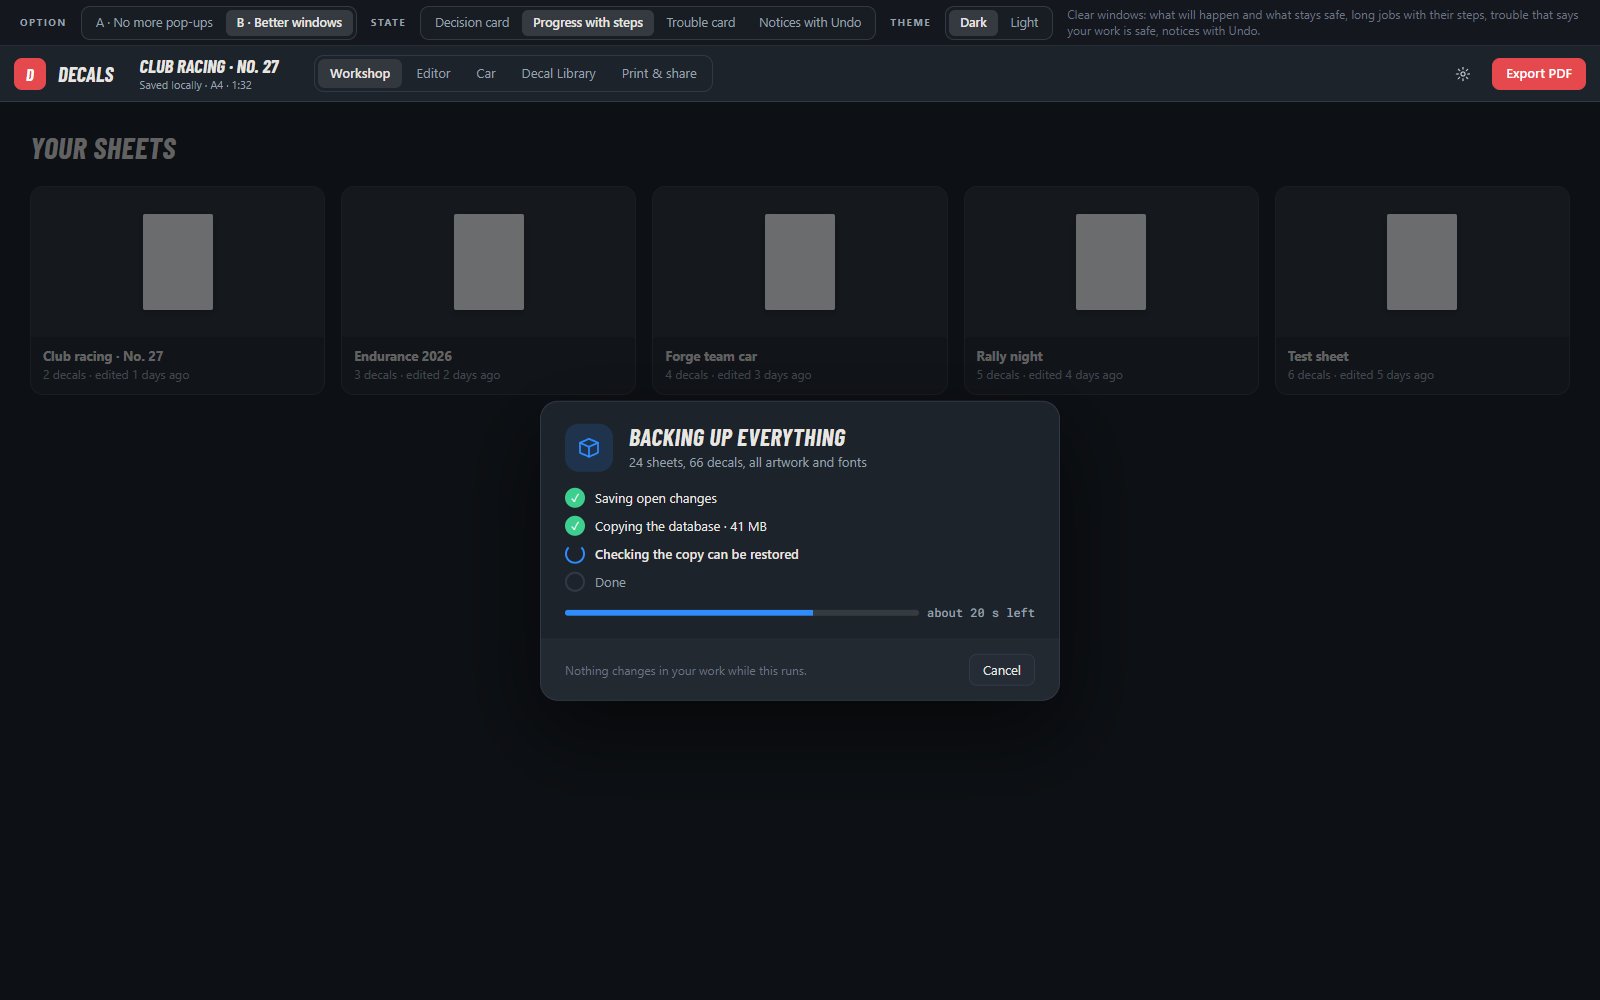 OPTION
A · No more pop-ups
B · Better windows
STATE
Decision card
Progress with steps
Trouble card
Notices with Undo
THEME
Dark
Light
Clear windows: what will happen and what stays safe, long jobs with their steps, trouble that says
your work is safe, notices with Undo.
D
DECALS
CLUB RACING · NO. 27
Saved locally · A4 · 1:32
Workshop
Editor
Car
Decal Library
Print & share
Export PDF
YOUR SHEETS
Club racing · No. 27
2 decals · edited 1 days ago
Endurance 2026
3 decals · edited 2 days ago
Forge team car
4 decals · edited 3 days ago
Rally night
5 decals · edited 4 days ago
Test sheet
6 decals · edited 5 days ago
BACKING UP EVERYTHING
24 sheets, 66 decals, all artwork and fonts
Saving open changes
Copying the database · 41 MB
Checking the copy can be restored
Done
about 20 s left
Nothing changes in your work while this runs.
Cancel